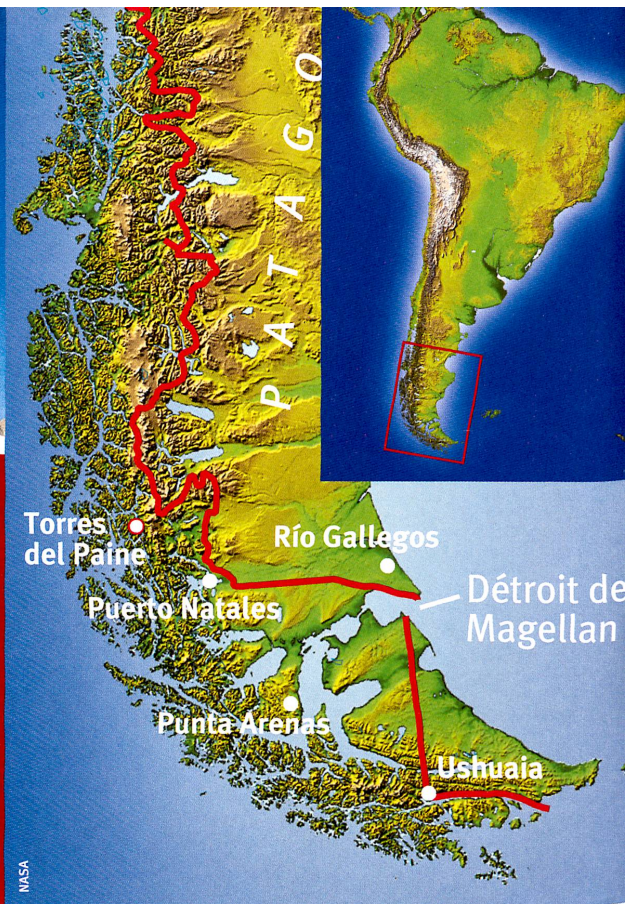 PATAGO
Torres
del Paine
Río Gallegos
Puerto Natales
Détroit de
Magellan
Punta Arenas
Ushuaia
NASA